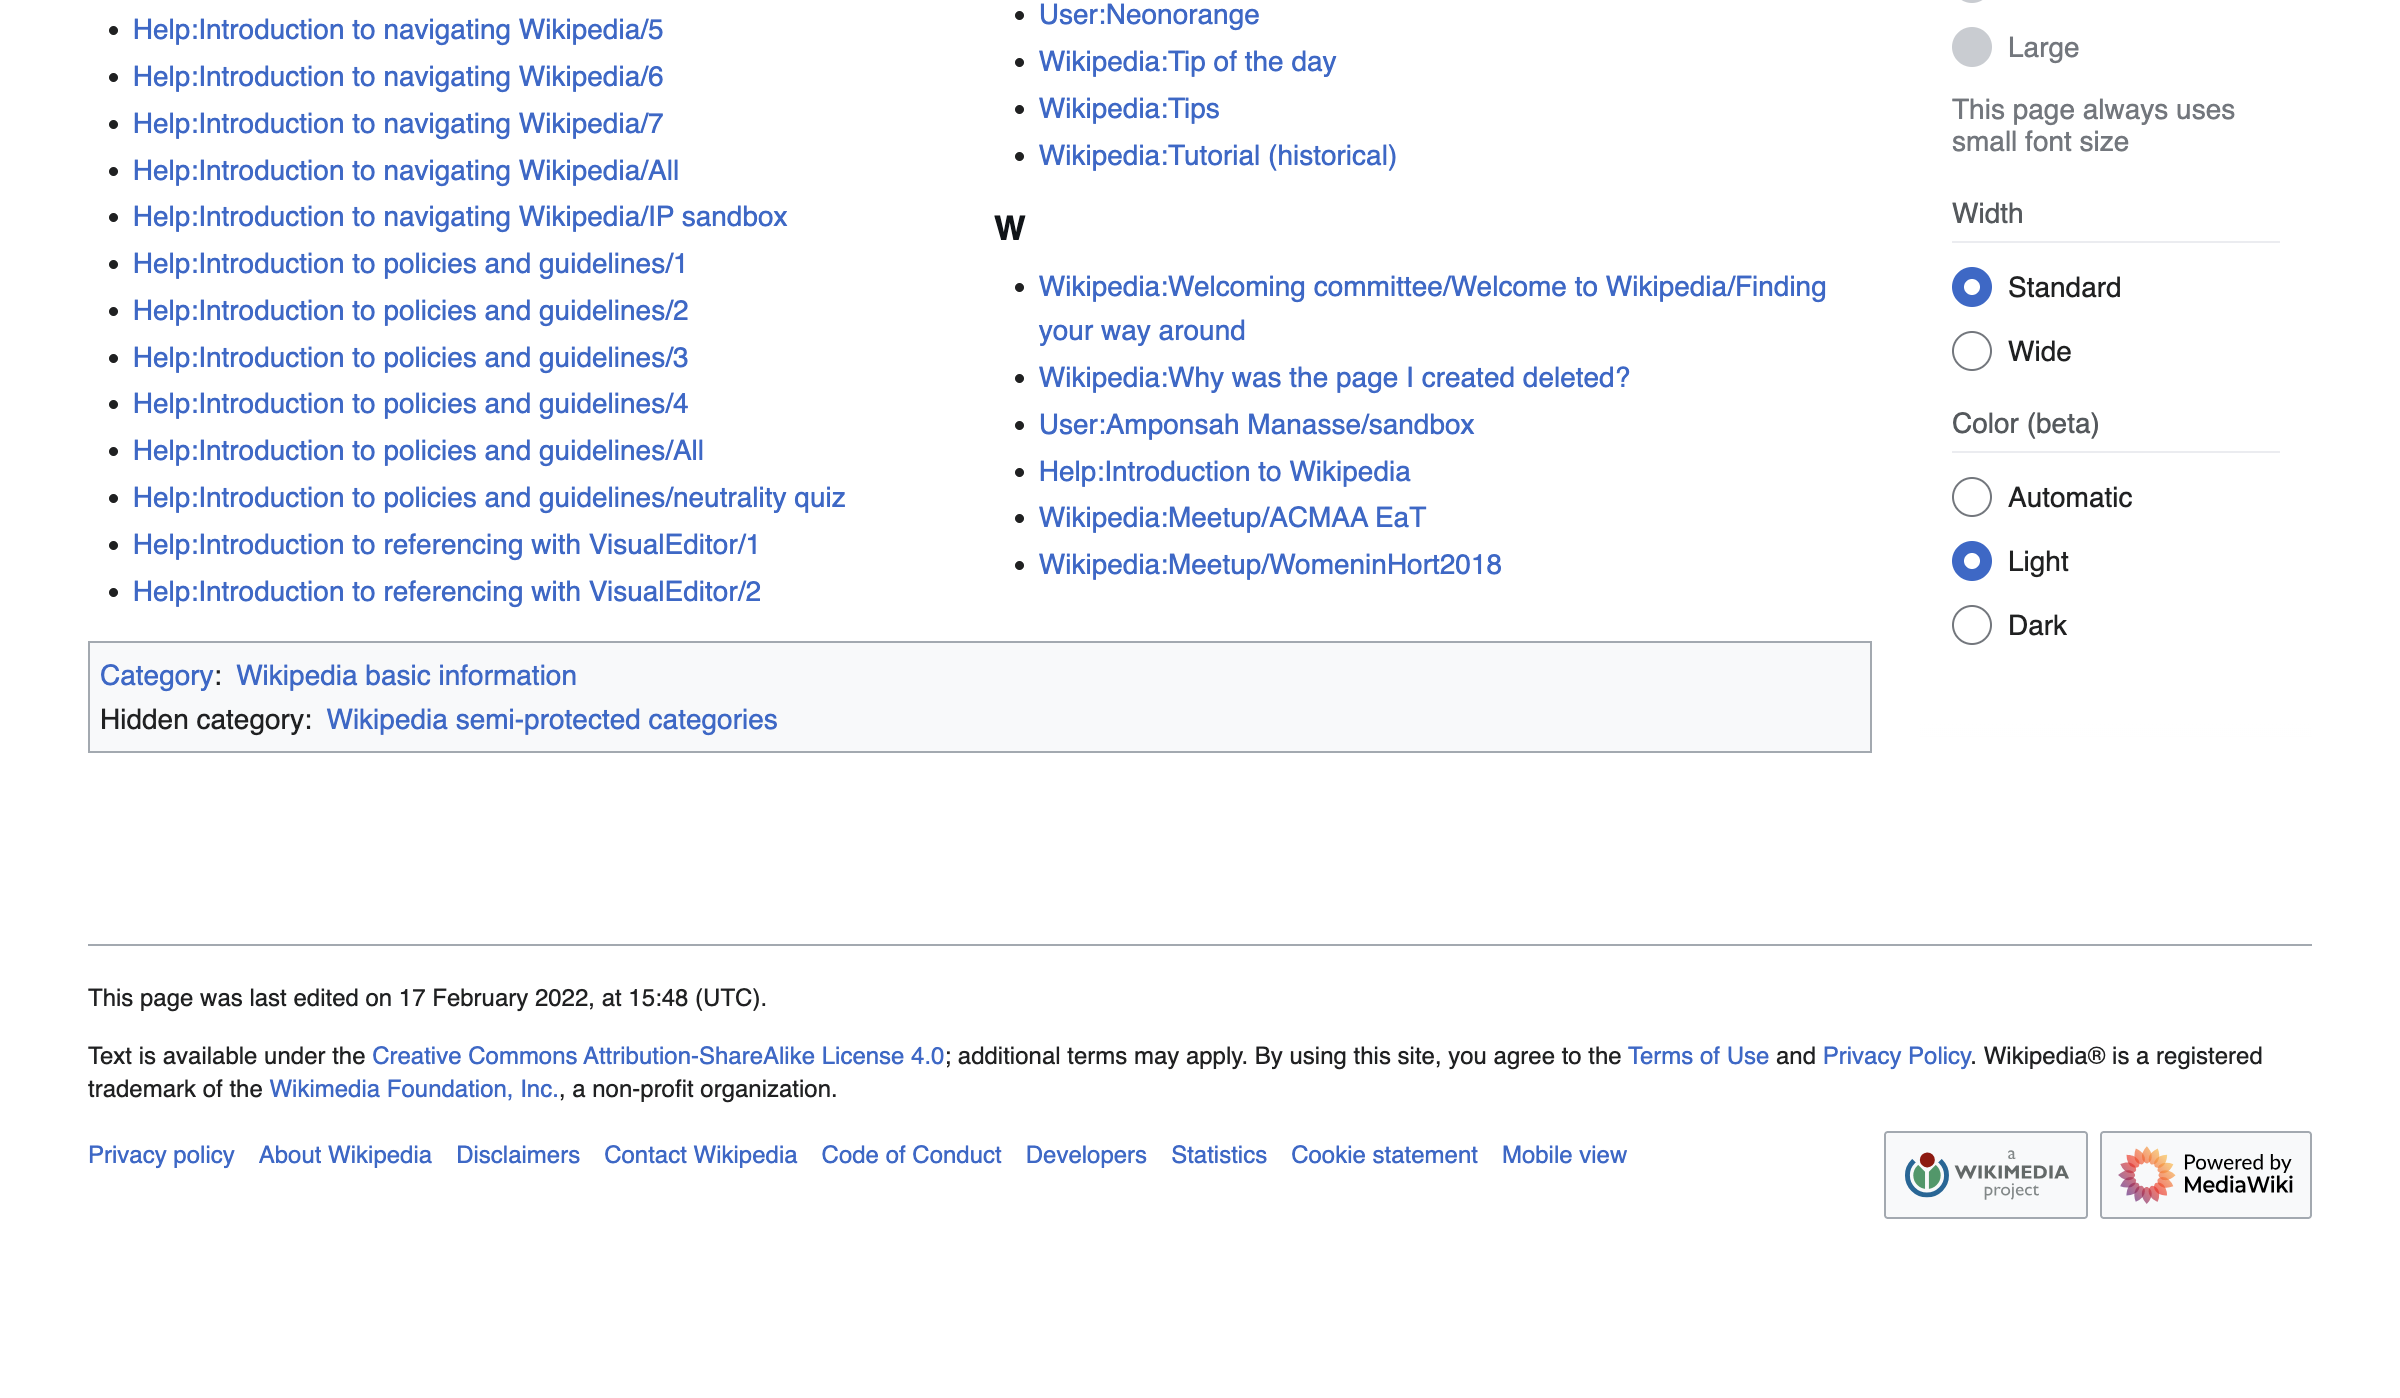 Help:Introduction to navigating Wikipedia/5
Help:Introduction to navigating Wikipedia/6
Help:Introduction to navigating Wikipedia/7
Help:Introduction to navigating Wikipedia/All
Help:Introduction to navigating Wikipedia/IP sandbox
Help:Introduction to policies and guidelines/1
Help:Introduction to policies and guidelines/2
Help:Introduction to policies and guidelines/3
Help:Introduction to policies and guidelines/4
Help:Introduction to policies and guidelines/All
Help:Introduction to policies and guidelines/neutrality quiz
Help:Introduction to referencing with VisualEditor/1
Help:Introduction to referencing with VisualEditor/2
User:Neonorange
Wikipedia:Tip of the day
Wikipedia:Tips
Wikipedia:Tutorial (historical)
W
Wikipedia:Welcoming committee/Welcome to Wikipedia/Finding
your way around
Wikipedia:Why was the page I created deleted?
User:Amponsah Manasse/sandbox
Help:Introduction to Wikipedia
Wikipedia:Meetup/ACMAA EaT
Wikipedia:Meetup/WomeninHort2018
Large
This page always uses
small font size
Width
Standard
Wide
Color (beta)
Automatic
Light
Dark
Category: Wikipedia basic information
Hidden category: Wikipedia semi-protected categories
This page was last edited on 17 February 2022, at 15:48 (UTC).
Text is available under the Creative Commons Attribution-ShareAlike License 4.0; additional terms may apply. By using this site, you agree to the Terms of Use and Privacy Policy. Wikipedia® is a registered
trademark of the Wikimedia Foundation, Inc., a non-profit organization.
Privacy policy About Wikipedia Disclaimers Contact Wikipedia Code of Conduct Developers Statistics Cookie statement Mobile view
a
WIKIMEDIA
project
Powered by
MediaWiki